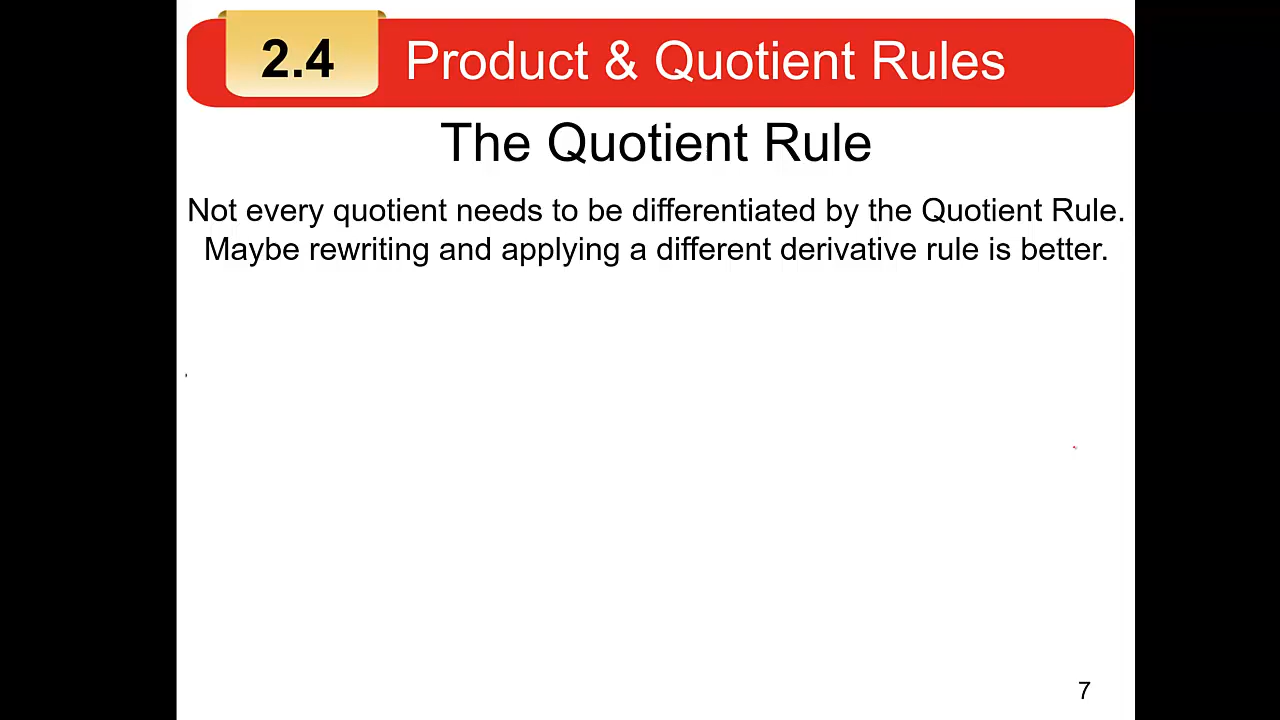 2.4 Product & Quotient Rules
The Quotient Rule
Not every quotient needs to be differentiated by the Quotient Rule.
Maybe rewriting and applying a different derivative rule is better.
7